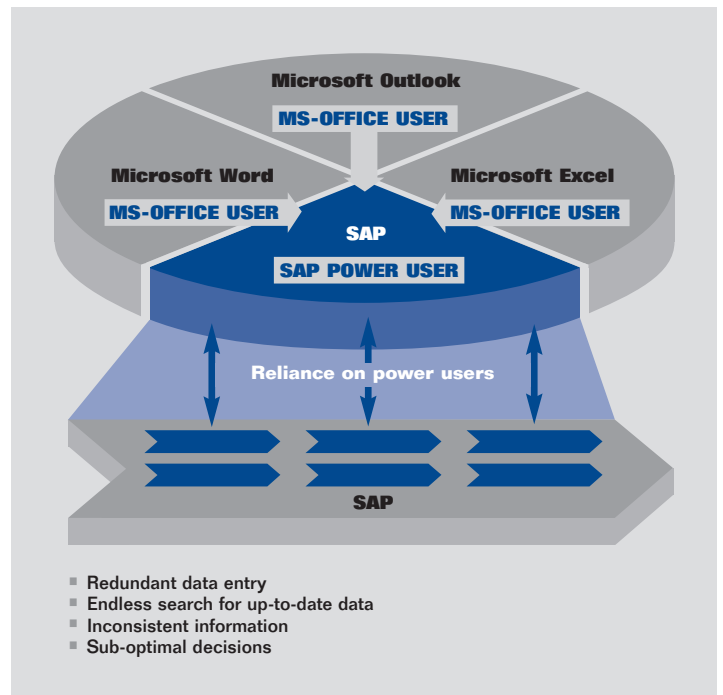 Microsoft Outlook
MS-OFFICE USER
Microsoft Word
MS-OFFICE USER
Microsoft Excel
MS-OFFICE USER
SAP
SAP POWER USER
Reliance on power users
SAP
Redundant data entry
Endless search for up-to-date data
Inconsistent information
Sub-optimal decisions